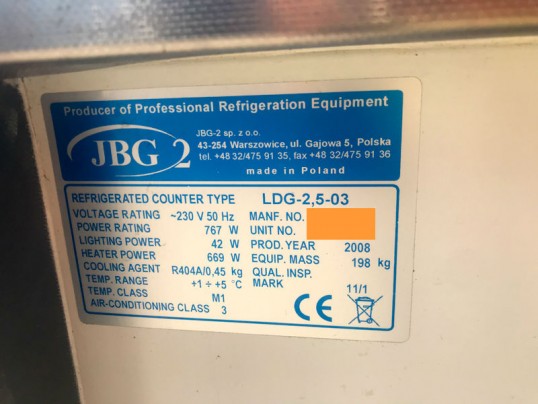 Producer of Professional Refrigeration Equipment
JBG 2
JBG-2 sp. z o.o.
43-254 Warszowice, ul. Gajowa 5, Polska
tel. +48 32/475 91 35, fax +48 32/475 91 36
made in Poland
REFRIGERATED COUNTER TYPE LDG-2,5-03
VOLTAGE RATING ~230 V 50 Hz MANF. NO.
POWER RATING 767 W UNIT NO.
LIGHTING POWER 42 W PROD. YEAR 2008
HEATER POWER 669 W EQUIP. MASS 198 kg
COOLING AGENT R404A/0,45 kg QUAL. INSP.
TEMP. RANGE +1 ÷ +5 °C MARK 11/1
TEMP. CLASS M1
AIR-CONDITIONING CLASS 3
CE